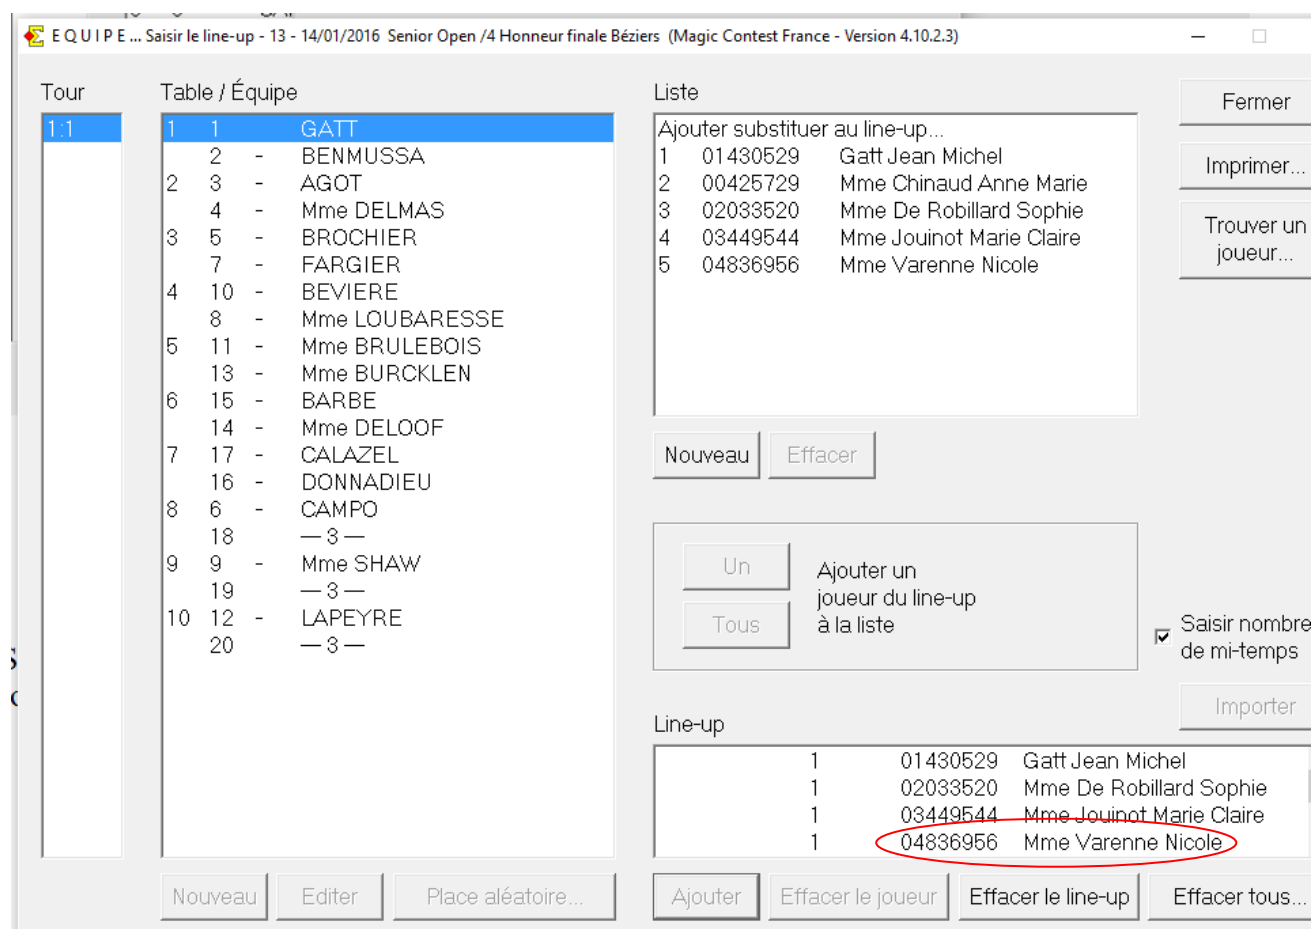 E Q U I P E ... Saisir le line-up - 13 - 14/01/2016 Senior Open /4 Honneur finale Béziers (Magic Contest France - Version 4.10.2.3)
Tour
1:1
Table / Équipe
1 1 GATT
2 - BENMUSSA
2 3 - AGOT
4 - Mme DELMAS
3 5 - BROCHIER
7 - FARGIER
4 10 - BEVIERE
8 - Mme LOUBARESSE
5 11 - Mme BRULEBOIS
13 - Mme BURCKLEN
6 15 - BARBE
14 - Mme DELOOF
7 17 - CALAZEL
16 - DONNADIEU
8 6 - CAMPO
18 — 3 —
9 9 - Mme SHAW
19 — 3 —
10 12 - LAPEYRE
20 — 3 —
Nouveau
Editer
Place aléatoire...
Liste
Ajouter substituer au line-up...
1 01430529 Gatt Jean Michel
2 00425729 Mme Chinaud Anne Marie
3 02033520 Mme De Robillard Sophie
4 03449544 Mme Jouinot Marie Claire
5 04836956 Mme Varenne Nicole
Nouveau
Effacer
Un
Tous
Ajouter un
joueur du line-up
à la liste
Line-up
1 01430529 Gatt Jean Michel
1 02033520 Mme De Robillard Sophie
1 03449544 Mme Jouinot Marie Claire
1 04836956 Mme Varenne Nicole
Ajouter
Effacer le joueur
Effacer le line-up
Effacer tous...
Fermer
Imprimer...
Trouver un
joueur...
Saisir nombre
de mi-temps
Importer